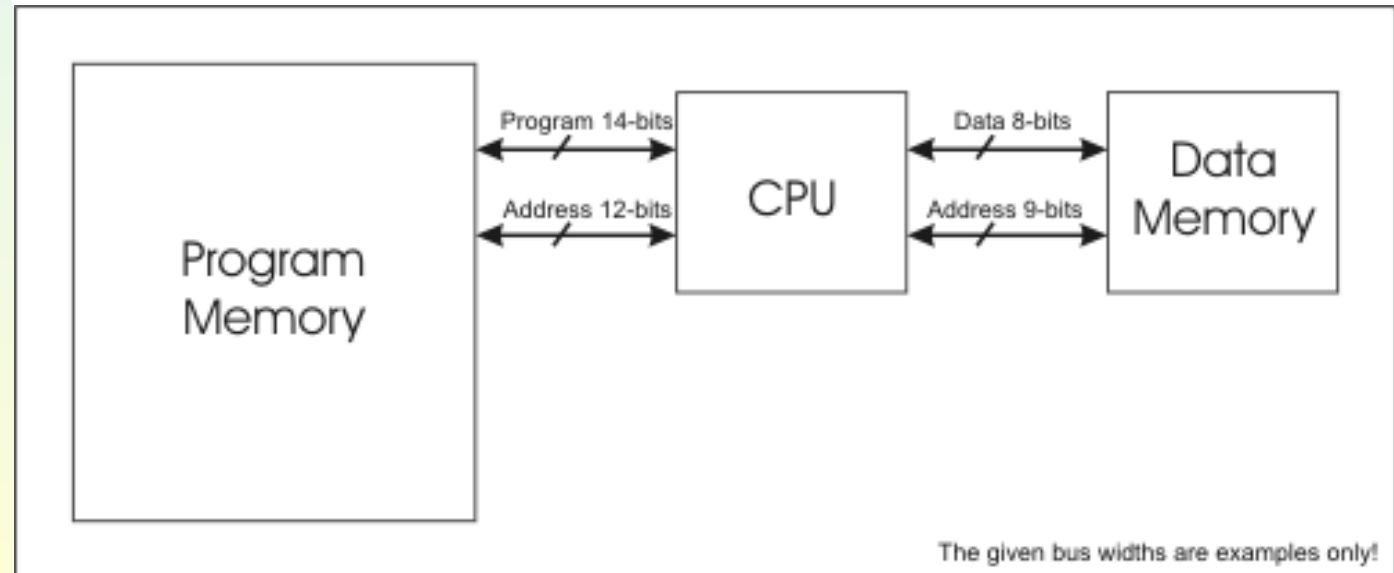 Program
Memory
Program 14-bits
Address 12-bits
CPU
Data 8-bits
Address 9-bits
Data
Memory
The given bus widths are examples only!